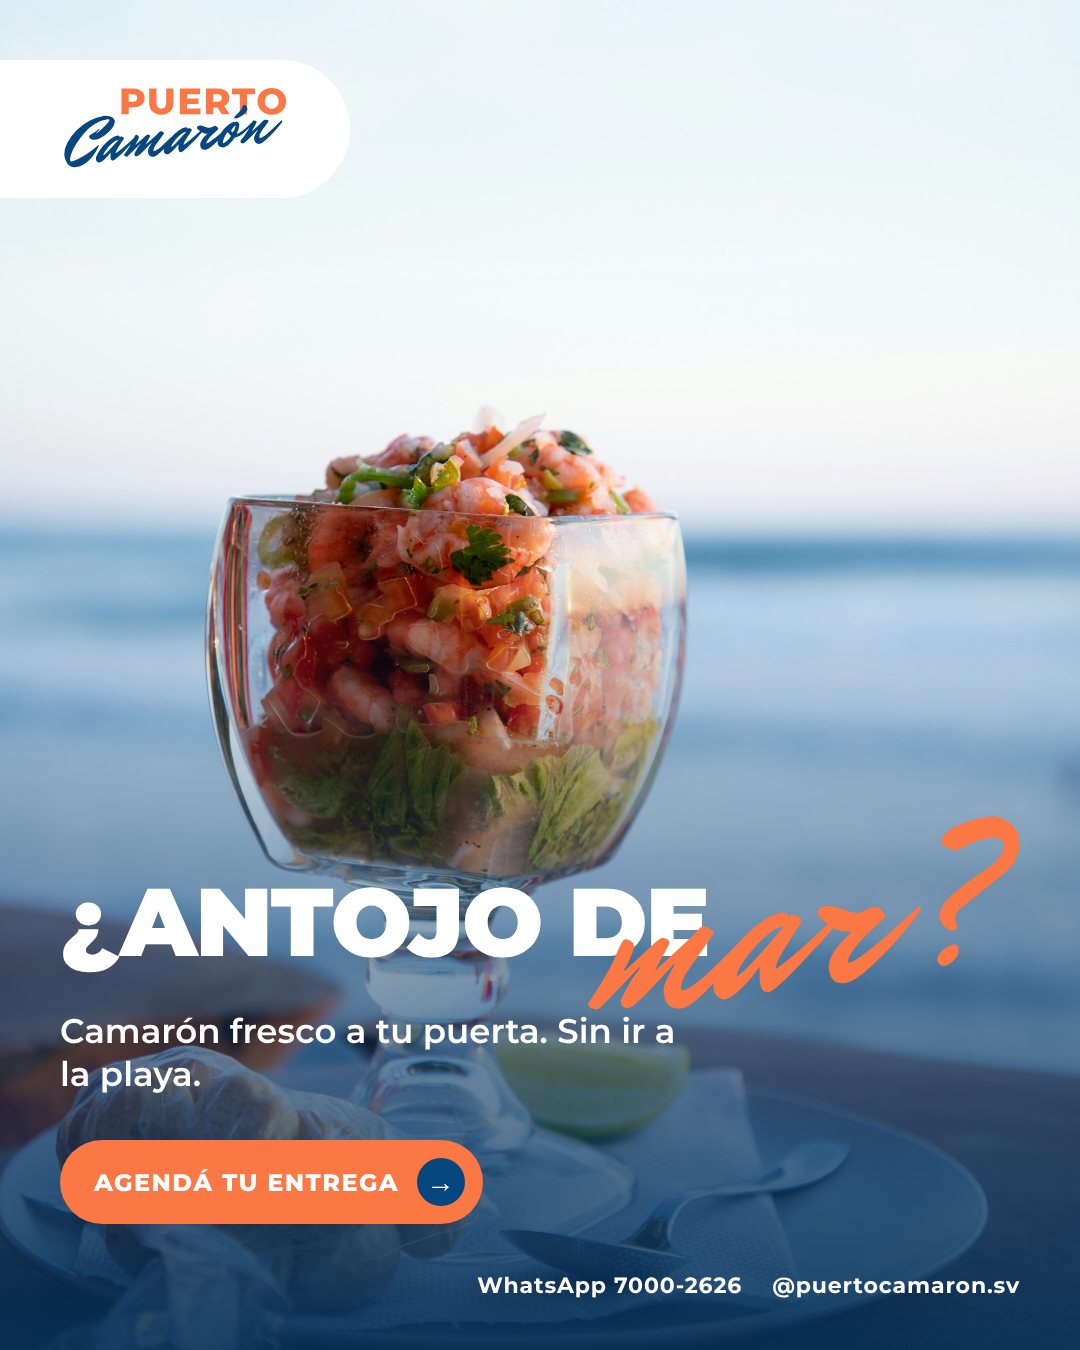 PUERTO
Camarón
¿ANTOJO DE mar?
Camarón fresco a tu puerta. Sin ir a
la playa.
AGENDÁ TU ENTREGA →
WhatsApp 7000-2626 @puertocamaron.sv